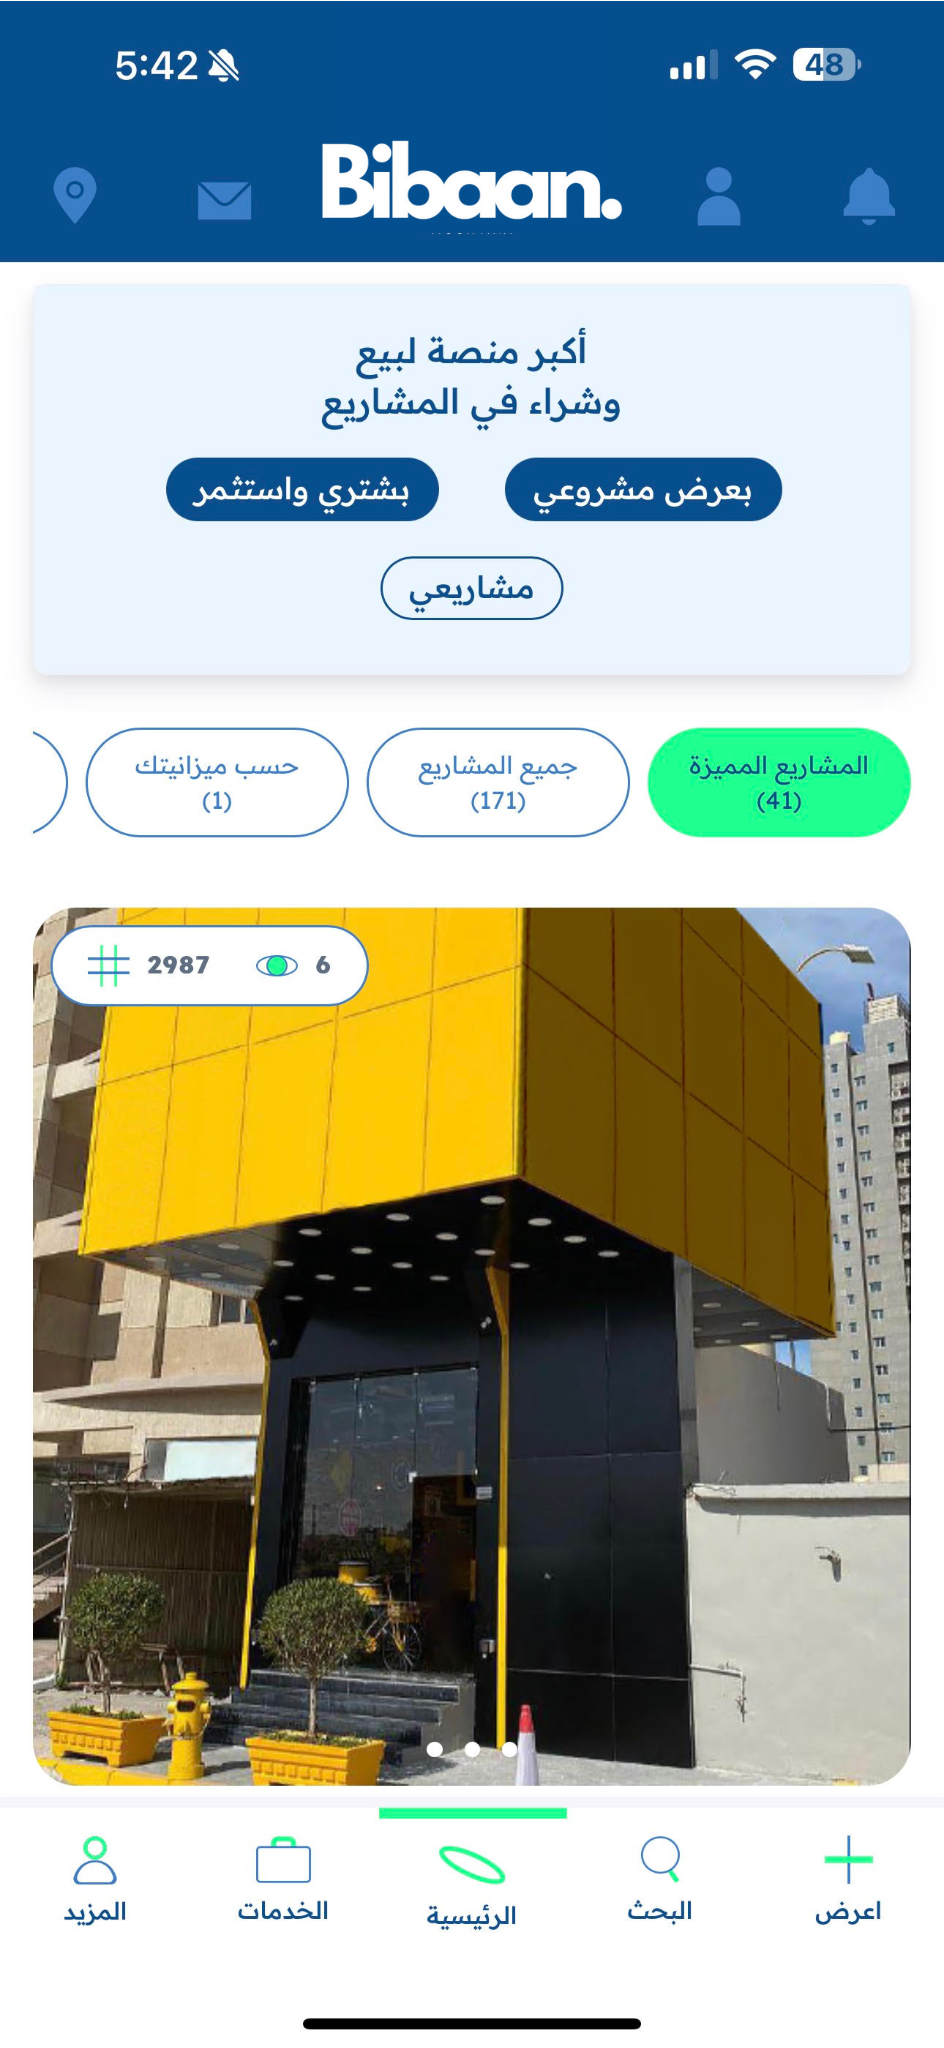 5:42
48
Bibaan.
أكبر منصة لبيع
وشراء في المشاريع
بعرض مشروعي
بشتري واستثمر
مشاريعي
المشاريع المميزة
(41)
جميع المشاريع
(171)
حسب ميزانيتك
(1)
2987
6
اعرض
البحث
الرئيسية
الخدمات
المزيد